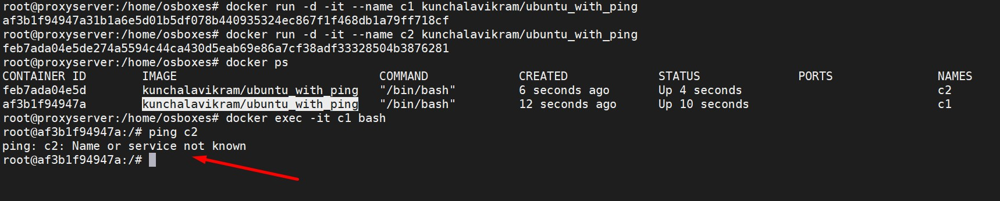 root@proxyserver:/home/osboxes# docker run -d -it --name c1 kunchalavikram/ubuntu_with_ping
af3b1f94947a31b1a6e5d01b5df078b440935324ec867f1f468db1a79ff718cf
root@proxyserver:/home/osboxes# docker run -d -it --name c2 kunchalavikram/ubuntu_with_ping
feb7ada04e5de274a5594c44ca430d5eab69e86a7cf38adf33328504b3876281
root@proxyserver:/home/osboxes# docker ps
CONTAINER ID        IMAGE                             COMMAND             CREATED             STATUS              PORTS               NAMES
feb7ada04e5d        kunchalavikram/ubuntu_with_ping   "/bin/bash"         6 seconds ago       Up 4 seconds                            c2
af3b1f94947a        kunchalavikram/ubuntu_with_ping   "/bin/bash"         12 seconds ago      Up 10 seconds                           c1
root@proxyserver:/home/osboxes# docker exec -it c1 bash
root@af3b1f94947a:/# ping c2
ping: c2: Name or service not known
root@af3b1f94947a:/#